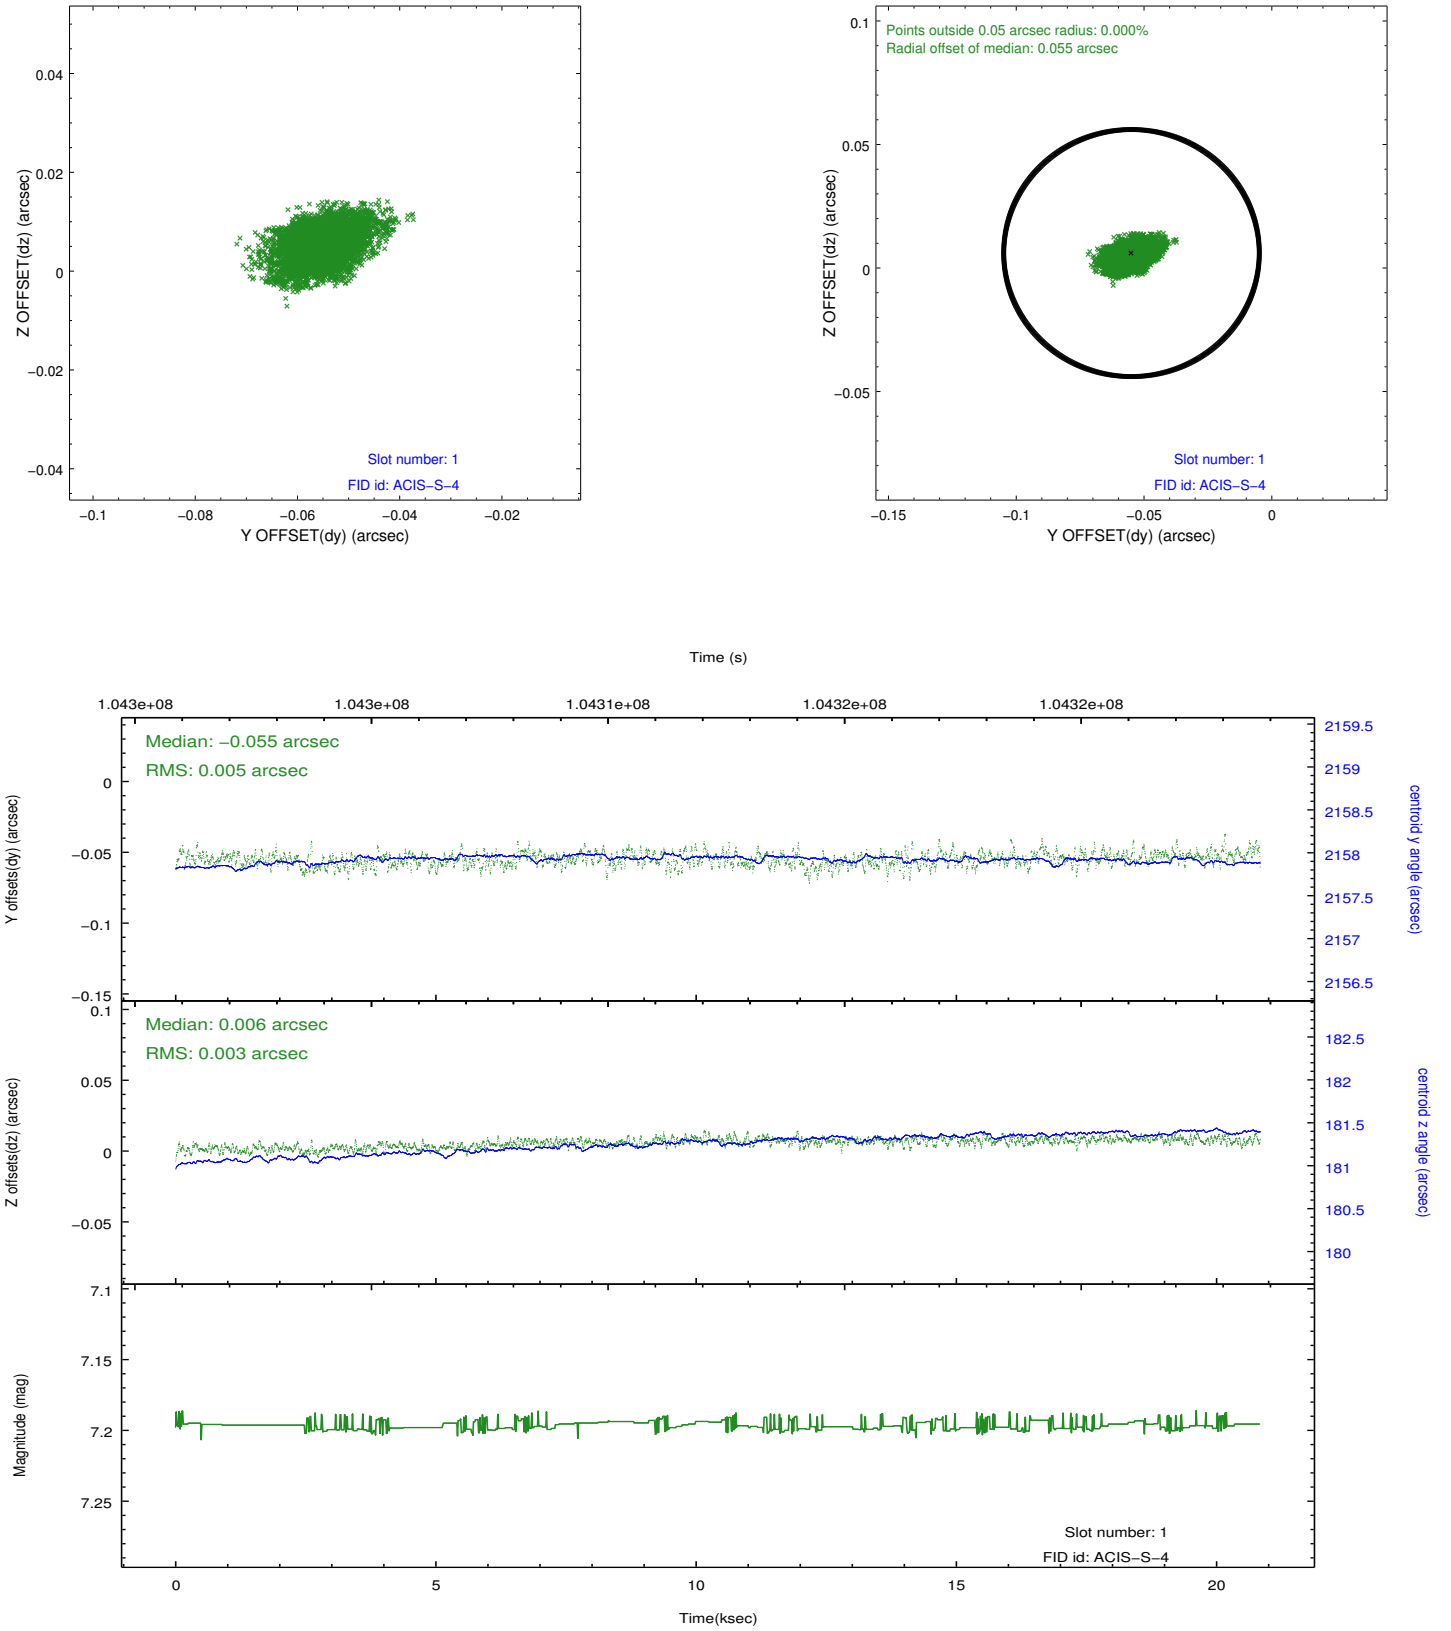 0.04
0.02
0
−0.02
−0.04
Z OFFSET(dz) (arcsec)
Slot number: 1
FID id: ACIS−S−4
−0.1
−0.08
−0.06
−0.04
−0.02
Y OFFSET(dy) (arcsec)
Points outside 0.05 arcsec radius: 0.000%
Radial offset of median: 0.055 arcsec
0.1
0.05
0
−0.05
Z OFFSET(dz) (arcsec)
Slot number: 1
FID id: ACIS−S−4
−0.15
−0.1
−0.05
0
Y OFFSET(dy) (arcsec)
Time (s)
1.043e+08
1.043e+08
1.0431e+08
1.0432e+08
1.0432e+08
Median: −0.055 arcsec
RMS: 0.005 arcsec
0
−0.05
−0.1
−0.15
Y offsets(dy) (arcsec)
2159.5
2159
2158.5
2158
2157.5
2157
2156.5
centroid y angle (arcsec)
Median: 0.006 arcsec
RMS: 0.003 arcsec
0.1
0.05
0
−0.05
Z offsets(dz) (arcsec)
182.5
182
181.5
181
180.5
180
centroid z angle (arcsec)
7.1
7.15
7.2
7.25
Magnitude (mag)
Slot number: 1
FID id: ACIS−S−4
0
5
10
15
20
Time(ksec)